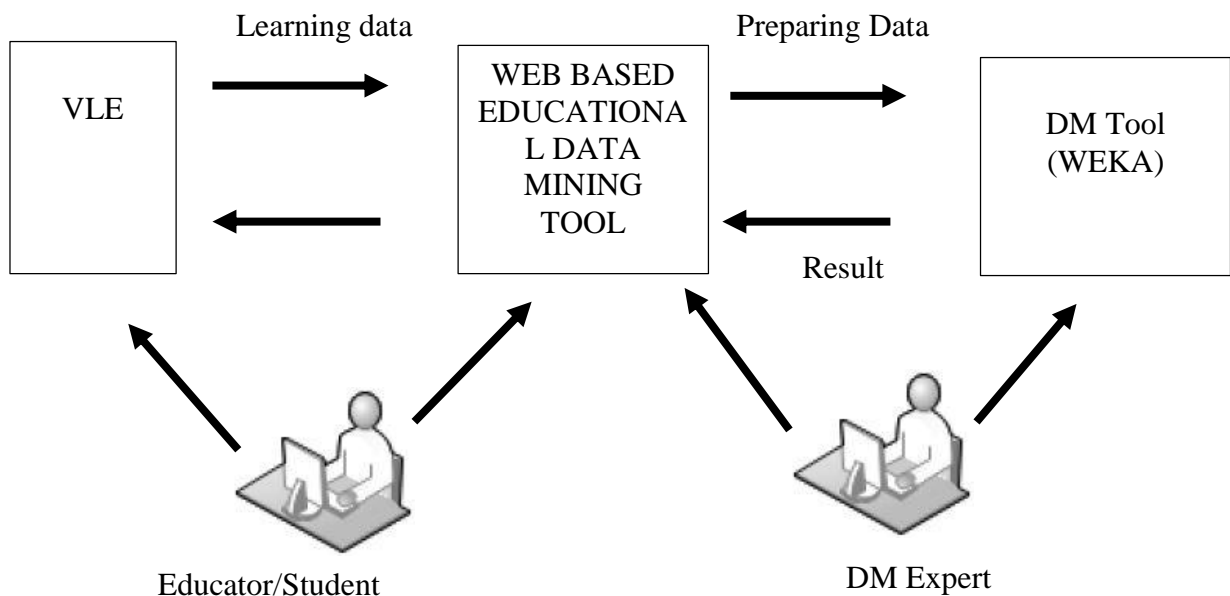 Learning data
Preparing Data
VLE
WEB BASED
EDUCATIONA
L DATA
MINING
TOOL
DM Tool
(WEKA)
Result
Educator/Student
DM Expert